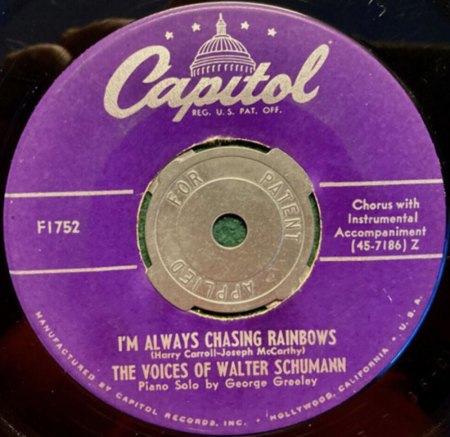 Capitol
REG. U.S. PAT. OFF.
FOR PATENT
APPLIED
F1752
Chorus with
Instrumental
Accompaniment
(45-7186) Z
I'M ALWAYS CHASING RAINBOWS
(Harry Carroll-Joseph McCarthy)
THE VOICES OF WALTER SCHUMANN
Piano Solo by George Greeley
MANUFACTURED BY CAPITOL RECORDS, INC. • HOLLYWOOD, CALIFORNIA • U.S.A.